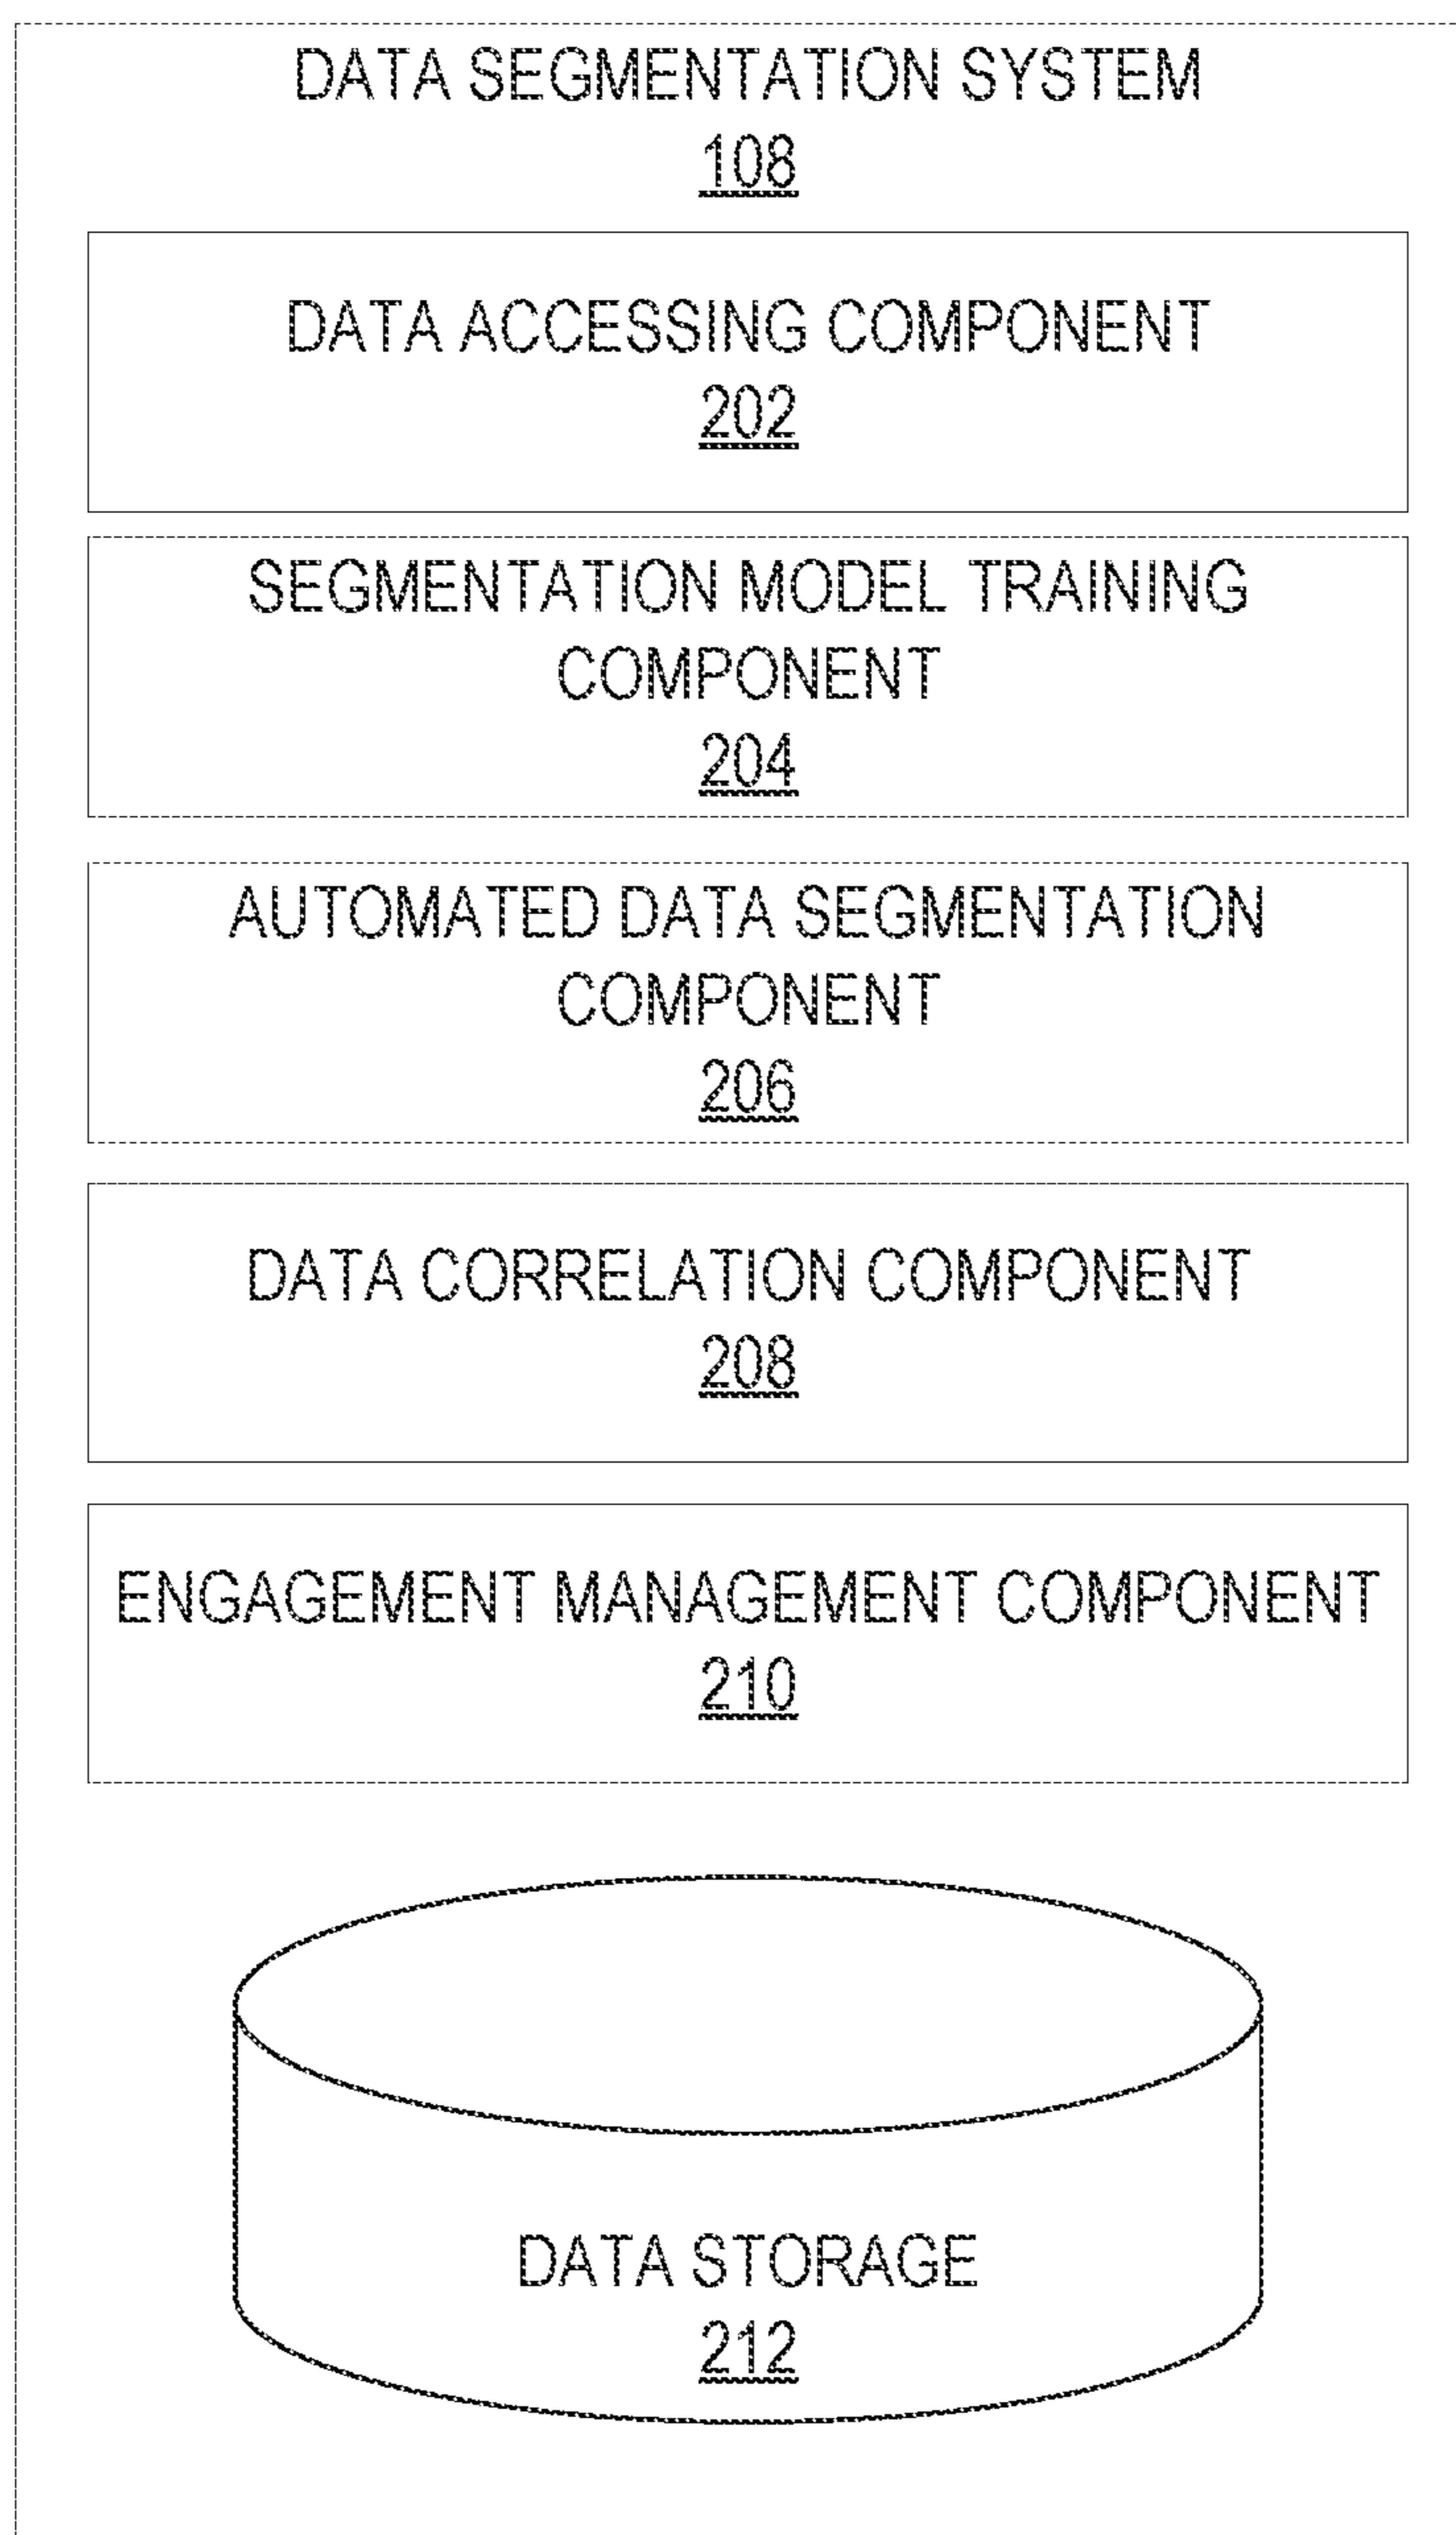 DATA SEGMENTATION SYSTEM
108
DATA ACCESSING COMPONENT
202
SEGMENTATION MODEL TRAINING
COMPONENT
204
AUTOMATED DATA SEGMENTATION
COMPONENT
206
DATA CORRELATION COMPONENT
208
ENGAGEMENT MANAGEMENT COMPONENT
210
DATA STORAGE
212